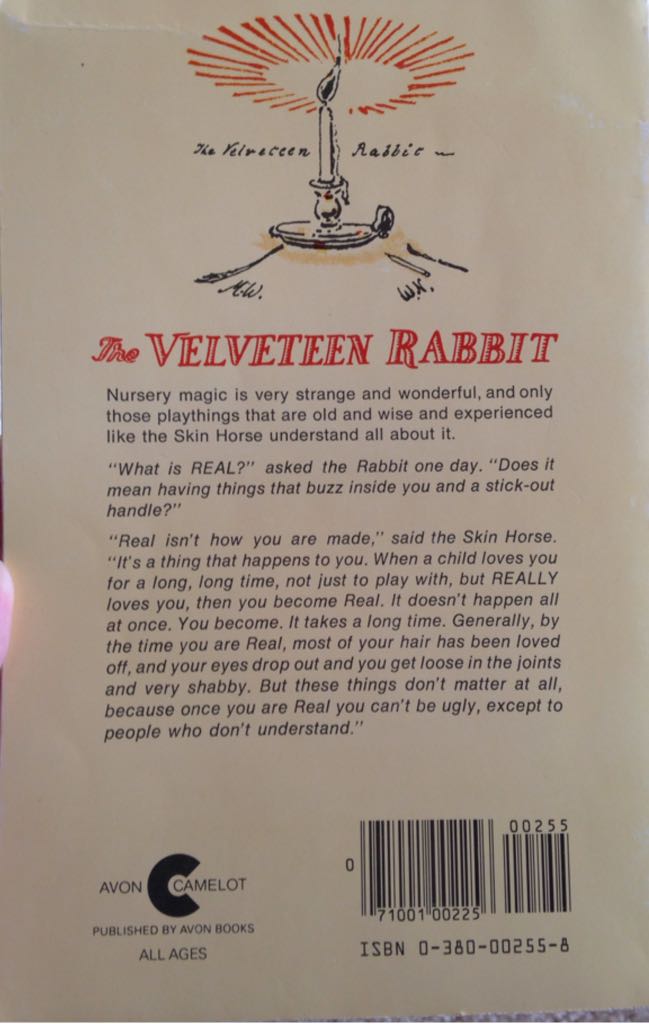 The Velveteen Rabbit
M.W. W.N.
The VELVETEEN RABBIT
Nursery magic is very strange and wonderful, and only
those playthings that are old and wise and experienced
like the Skin Horse understand all about it.
"What is REAL?" asked the Rabbit one day. "Does it
mean having things that buzz inside you and a stick-out
handle?"
"Real isn't how you are made," said the Skin Horse.
"It's a thing that happens to you. When a child loves you
for a long, long time, not just to play with, but REALLY
loves you, then you become Real. It doesn't happen all
at once. You become. It takes a long time. Generally, by
the time you are Real, most of your hair has been loved
off, and your eyes drop out and you get loose in the joints
and very shabby. But these things don't matter at all,
because once you are Real you can't be ugly, except to
people who don't understand."
AVON CAMELOT
PUBLISHED BY AVON BOOKS
ALL AGES
00255
0
71001 00225
ISBN 0-380-00255-8